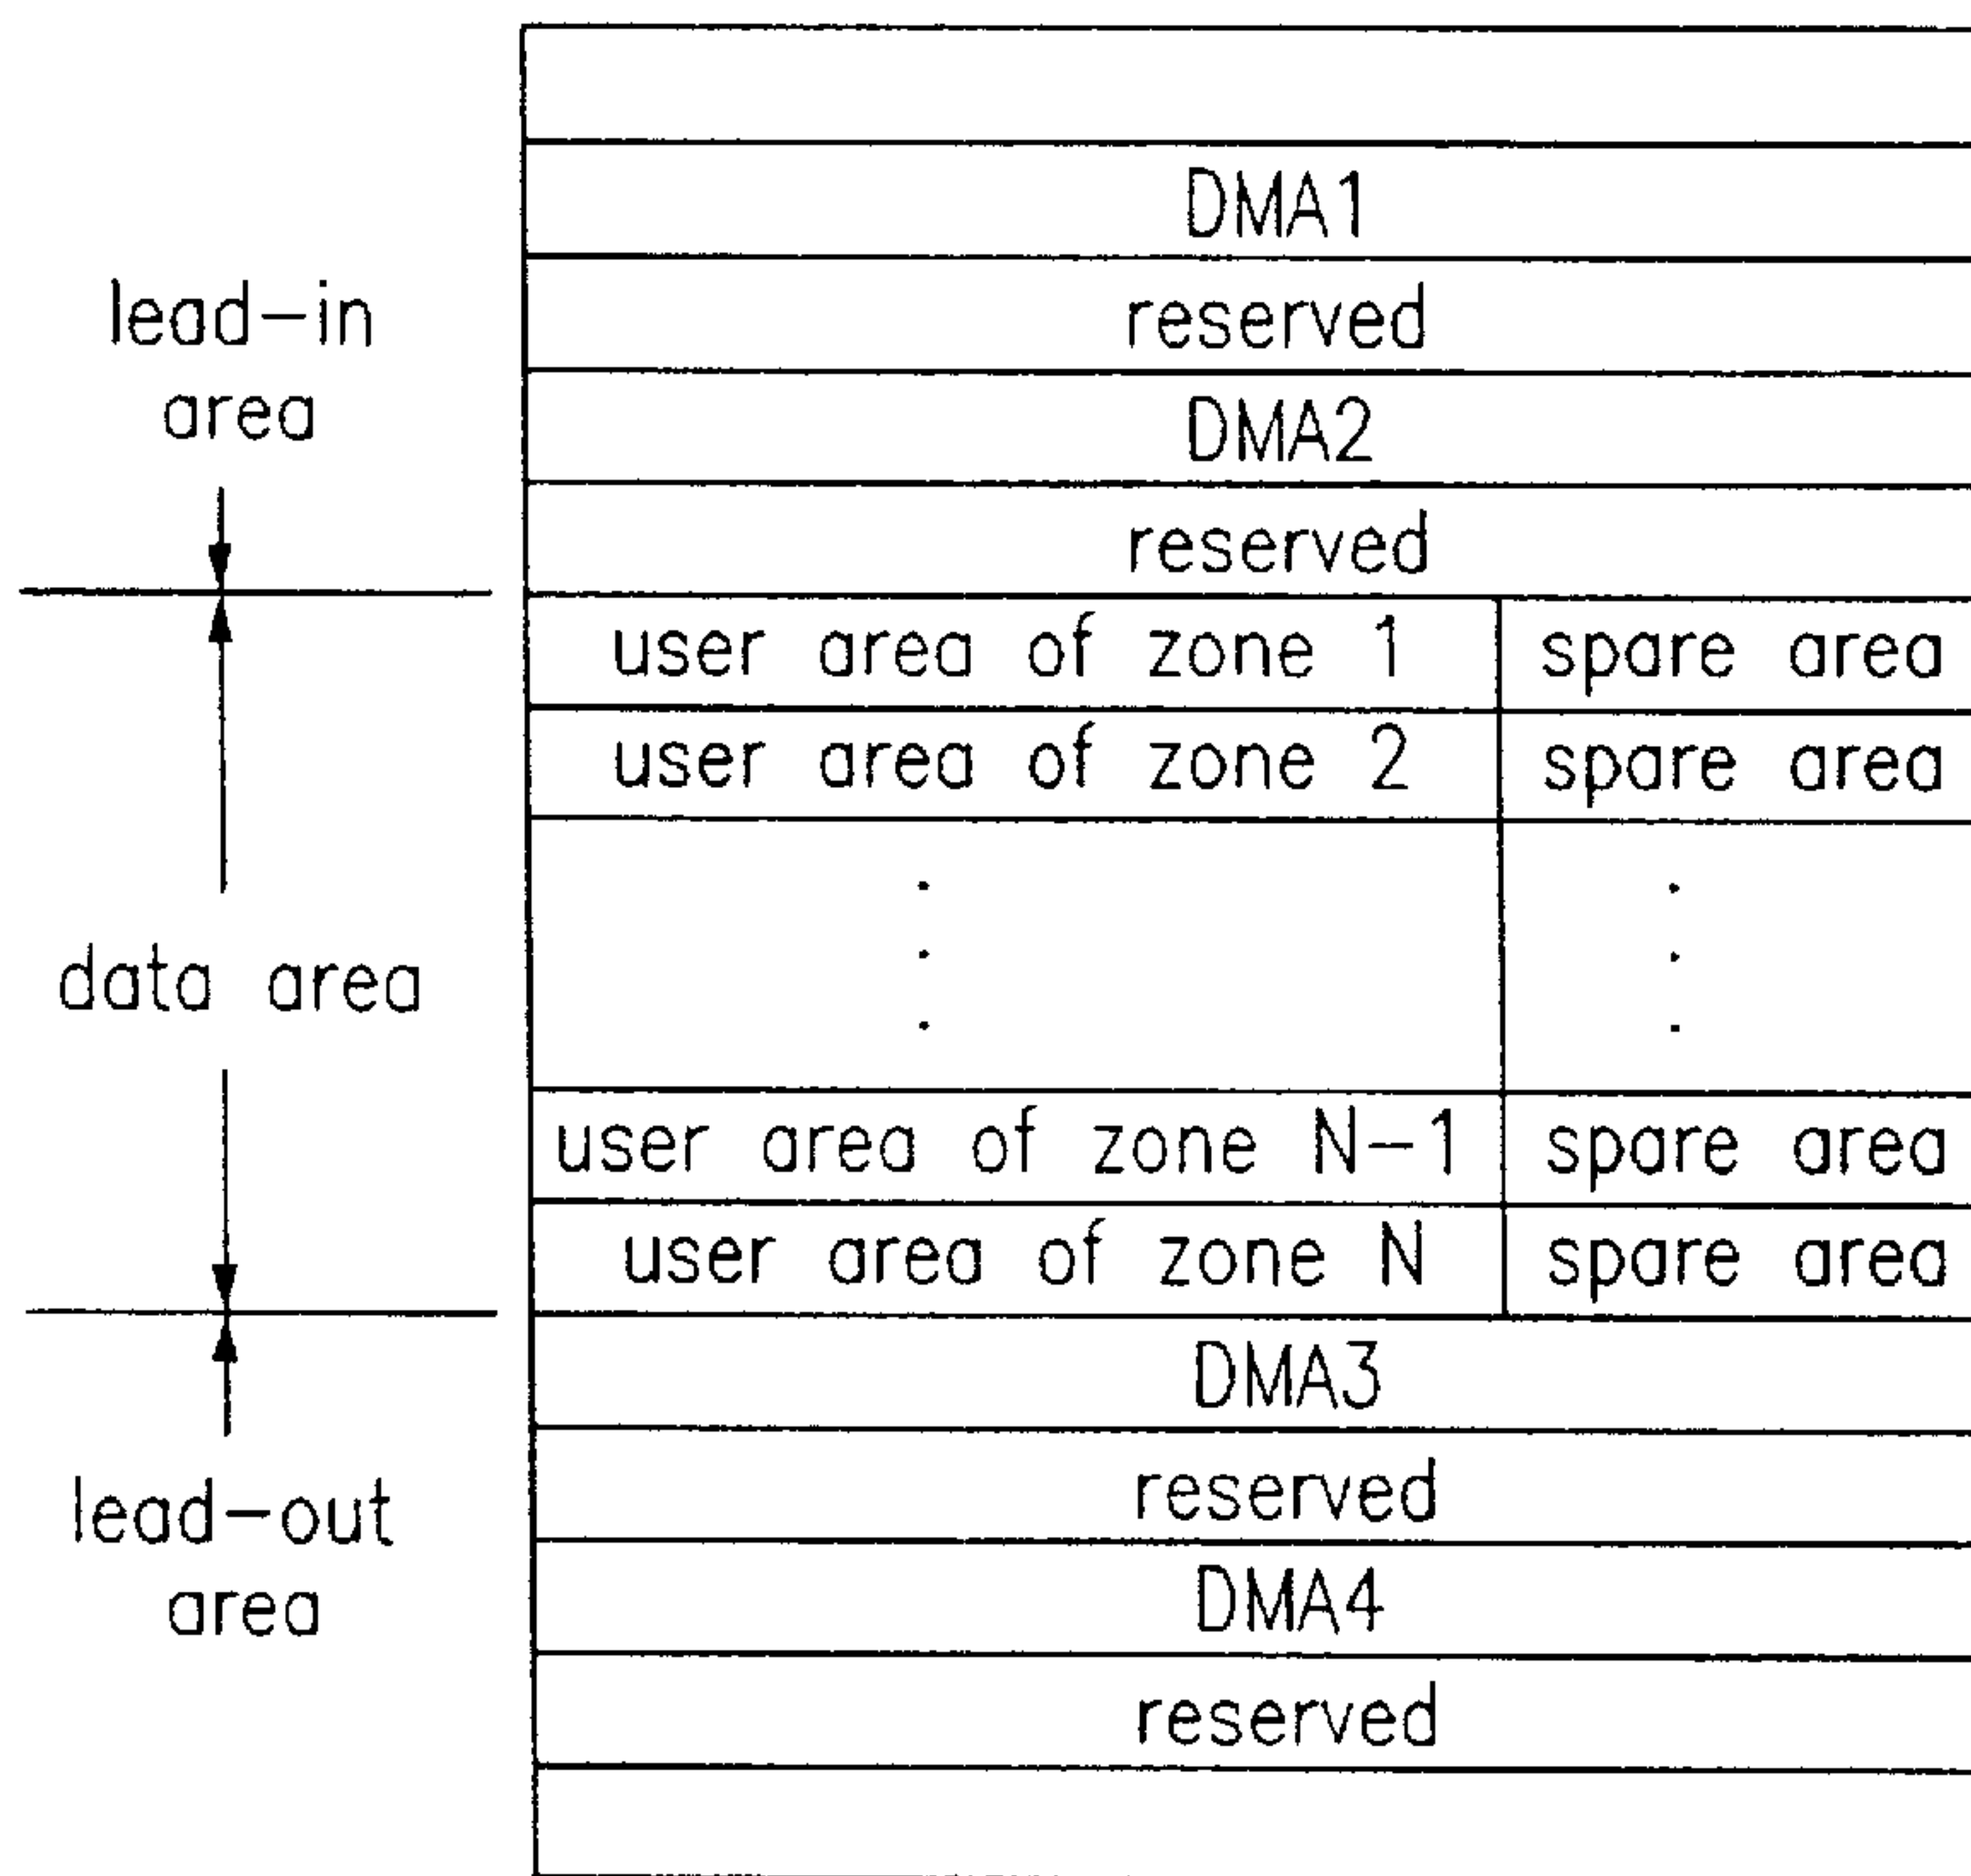 DMA1
lead-in
area
reserved
DMA2
reserved
user area of zone 1 spare area
user area of zone 2 spare area
data area
user area of zone N-1 spare area
user area of zone N spare area
DMA3
lead-out
area
reserved
DMA4
reserved